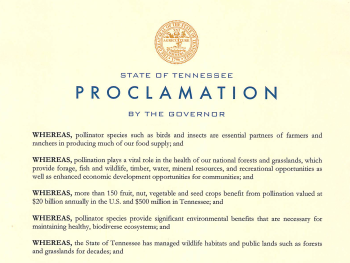 STATE OF TENNESSEE
PROCLAMATION
BY THE GOVERNOR
WHEREAS, pollinator species such as birds and insects are essential partners of farmers and
ranchers in producing much of our food supply; and
WHEREAS, pollination plays a vital role in the health of our national forests and grasslands, which
provide forage, fish and wildlife, timber, water, mineral resources, and recreational opportunities as
well as enhanced economic development opportunities for communities; and
WHEREAS, more than 150 fruit, nut, vegetable and seed crops benefit from pollination valued at
$20 billion annually in the U.S. and $500 million in Tennessee; and
WHEREAS, pollinator species provide significant environmental benefits that are necessary for
maintaining healthy, biodiverse ecosystems; and
WHEREAS, the State of Tennessee has managed wildlife habitats and public lands such as forests
and grasslands for decades; and